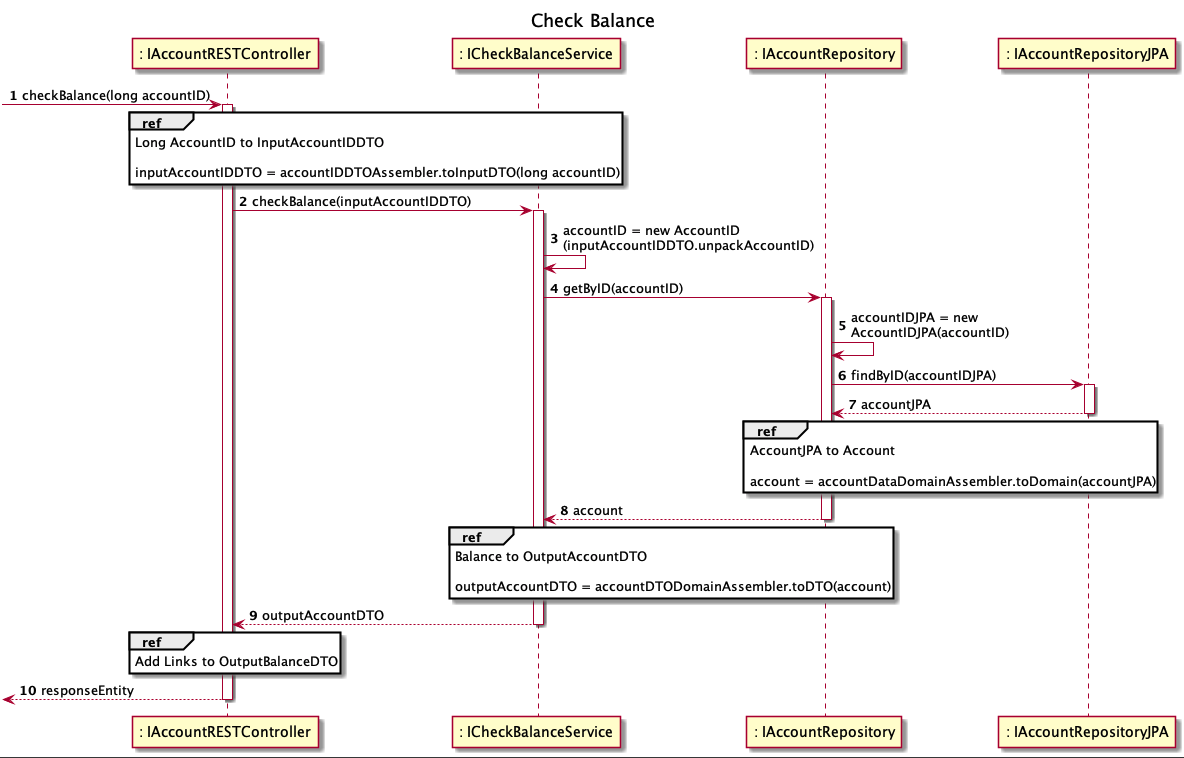 Check Balance
: IAccountRESTController
: ICheckBalanceService
: IAccountRepository
: IAccountRepositoryJPA
1 checkBalance(long accountID)
ref
Long AccountID to InputAccountIDDTO
inputAccountIDDTO = accountIDDTOAssembler.toInputDTO(long accountID)
2 checkBalance(inputAccountIDDTO)
3 accountID = new AccountID
(inputAccountIDDTO.unpackAccountID)
4 getByID(accountID)
5 accountIDJPA = new
AccountIDJPA(accountID)
6 findByID(accountIDJPA)
7 accountJPA
ref
AccountJPA to Account
account = accountDataDomainAssembler.toDomain(accountJPA)
8 account
ref
Balance to OutputAccountDTO
outputAccountDTO = accountDTODomainAssembler.toDTO(account)
9 outputAccountDTO
ref
Add Links to OutputBalanceDTO
10 responseEntity
: IAccountRESTController
: ICheckBalanceService
: IAccountRepository
: IAccountRepositoryJPA